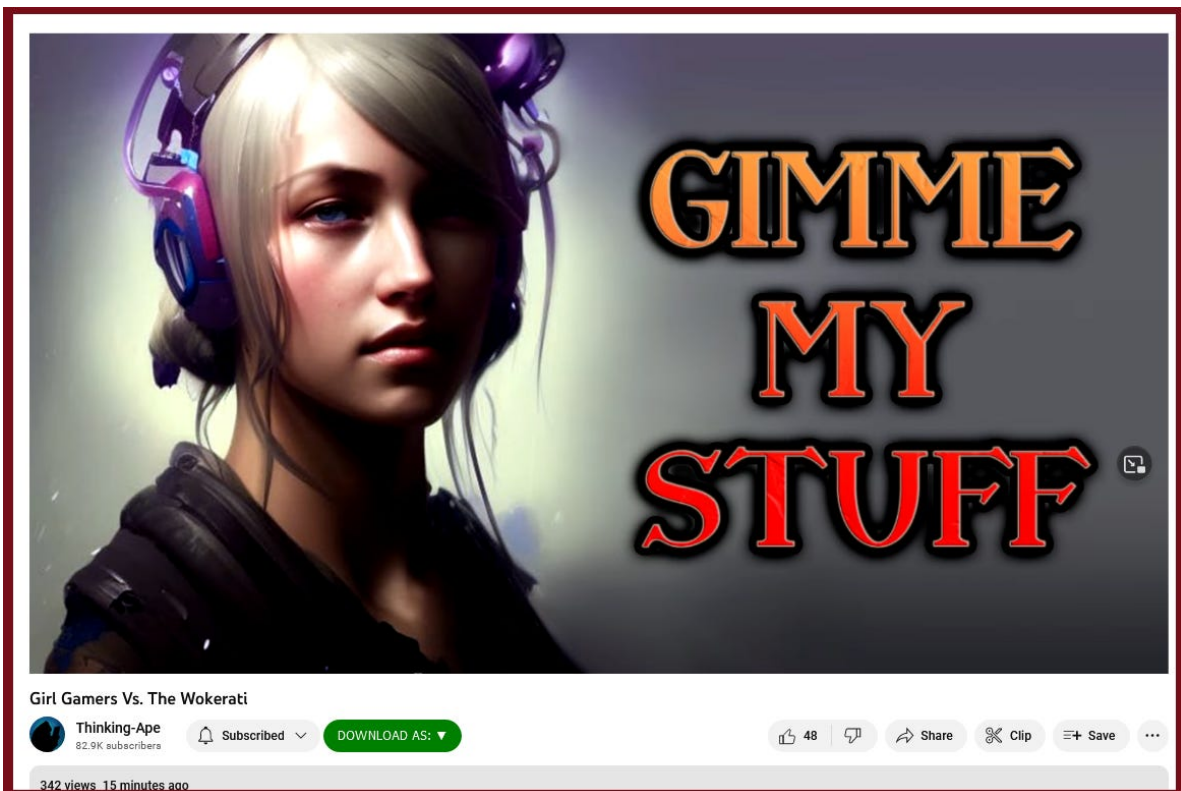 GIMME
MY
STUFF
Girl Gamers Vs. The Wokerati
Thinking-Ape
82.9K subscribers
Subscribed
DOWNLOAD AS: ▼
48
Share
Clip
Save
342 views 15 minutes ago